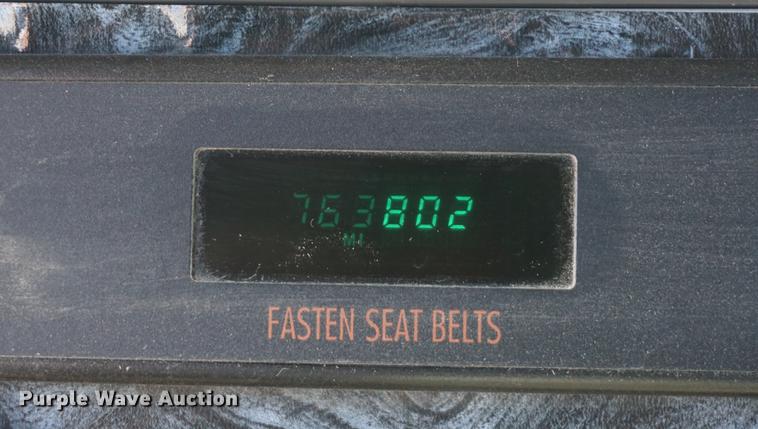 763802
MI
FASTEN SEAT BELTS
Purple Wave Auction